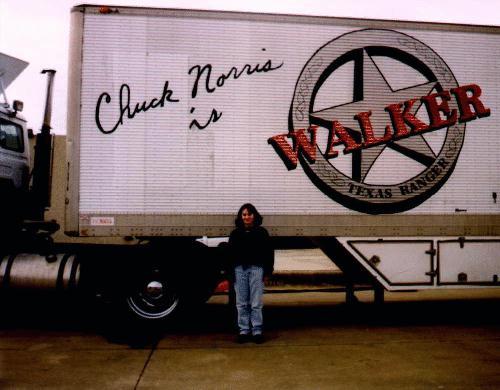 Chuck Norris
is
WALKER
TEXAS RANGER